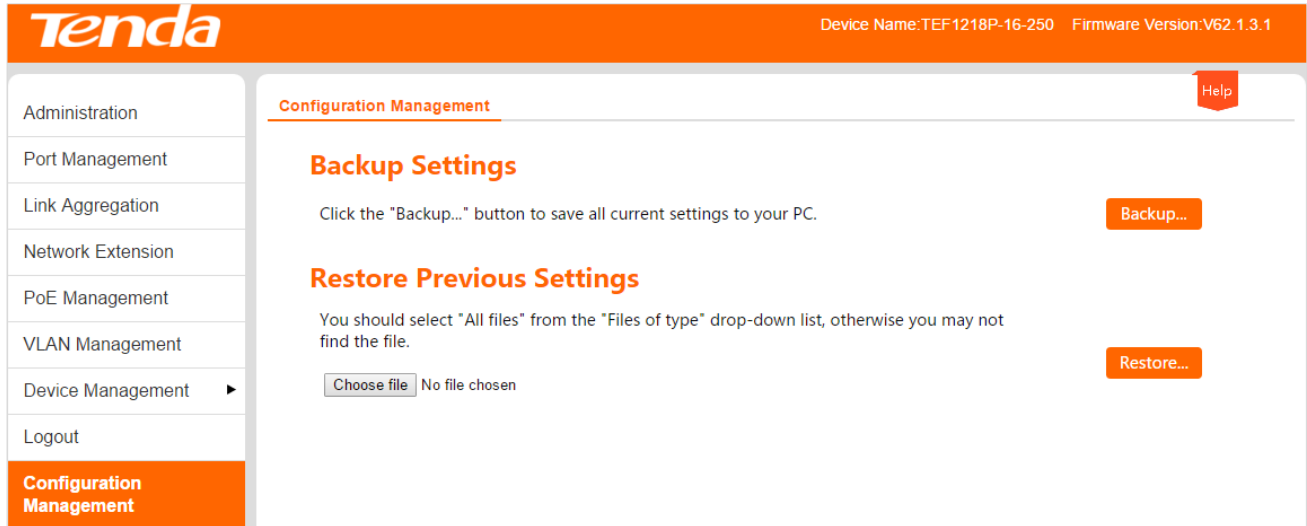 Tenda
Device Name:TEF1218P-16-250 Firmware Version:V62.1.3.1
Administration
Port Management
Link Aggregation
Network Extension
PoE Management
VLAN Management
Device Management
Logout
Configuration
Management
Configuration Management
Help
Backup Settings
Click the "Backup..." button to save all current settings to your PC.
Backup...
Restore Previous Settings
You should select "All files" from the "Files of type" drop-down list, otherwise you may not
find the file.
Restore...
Choose file No file chosen